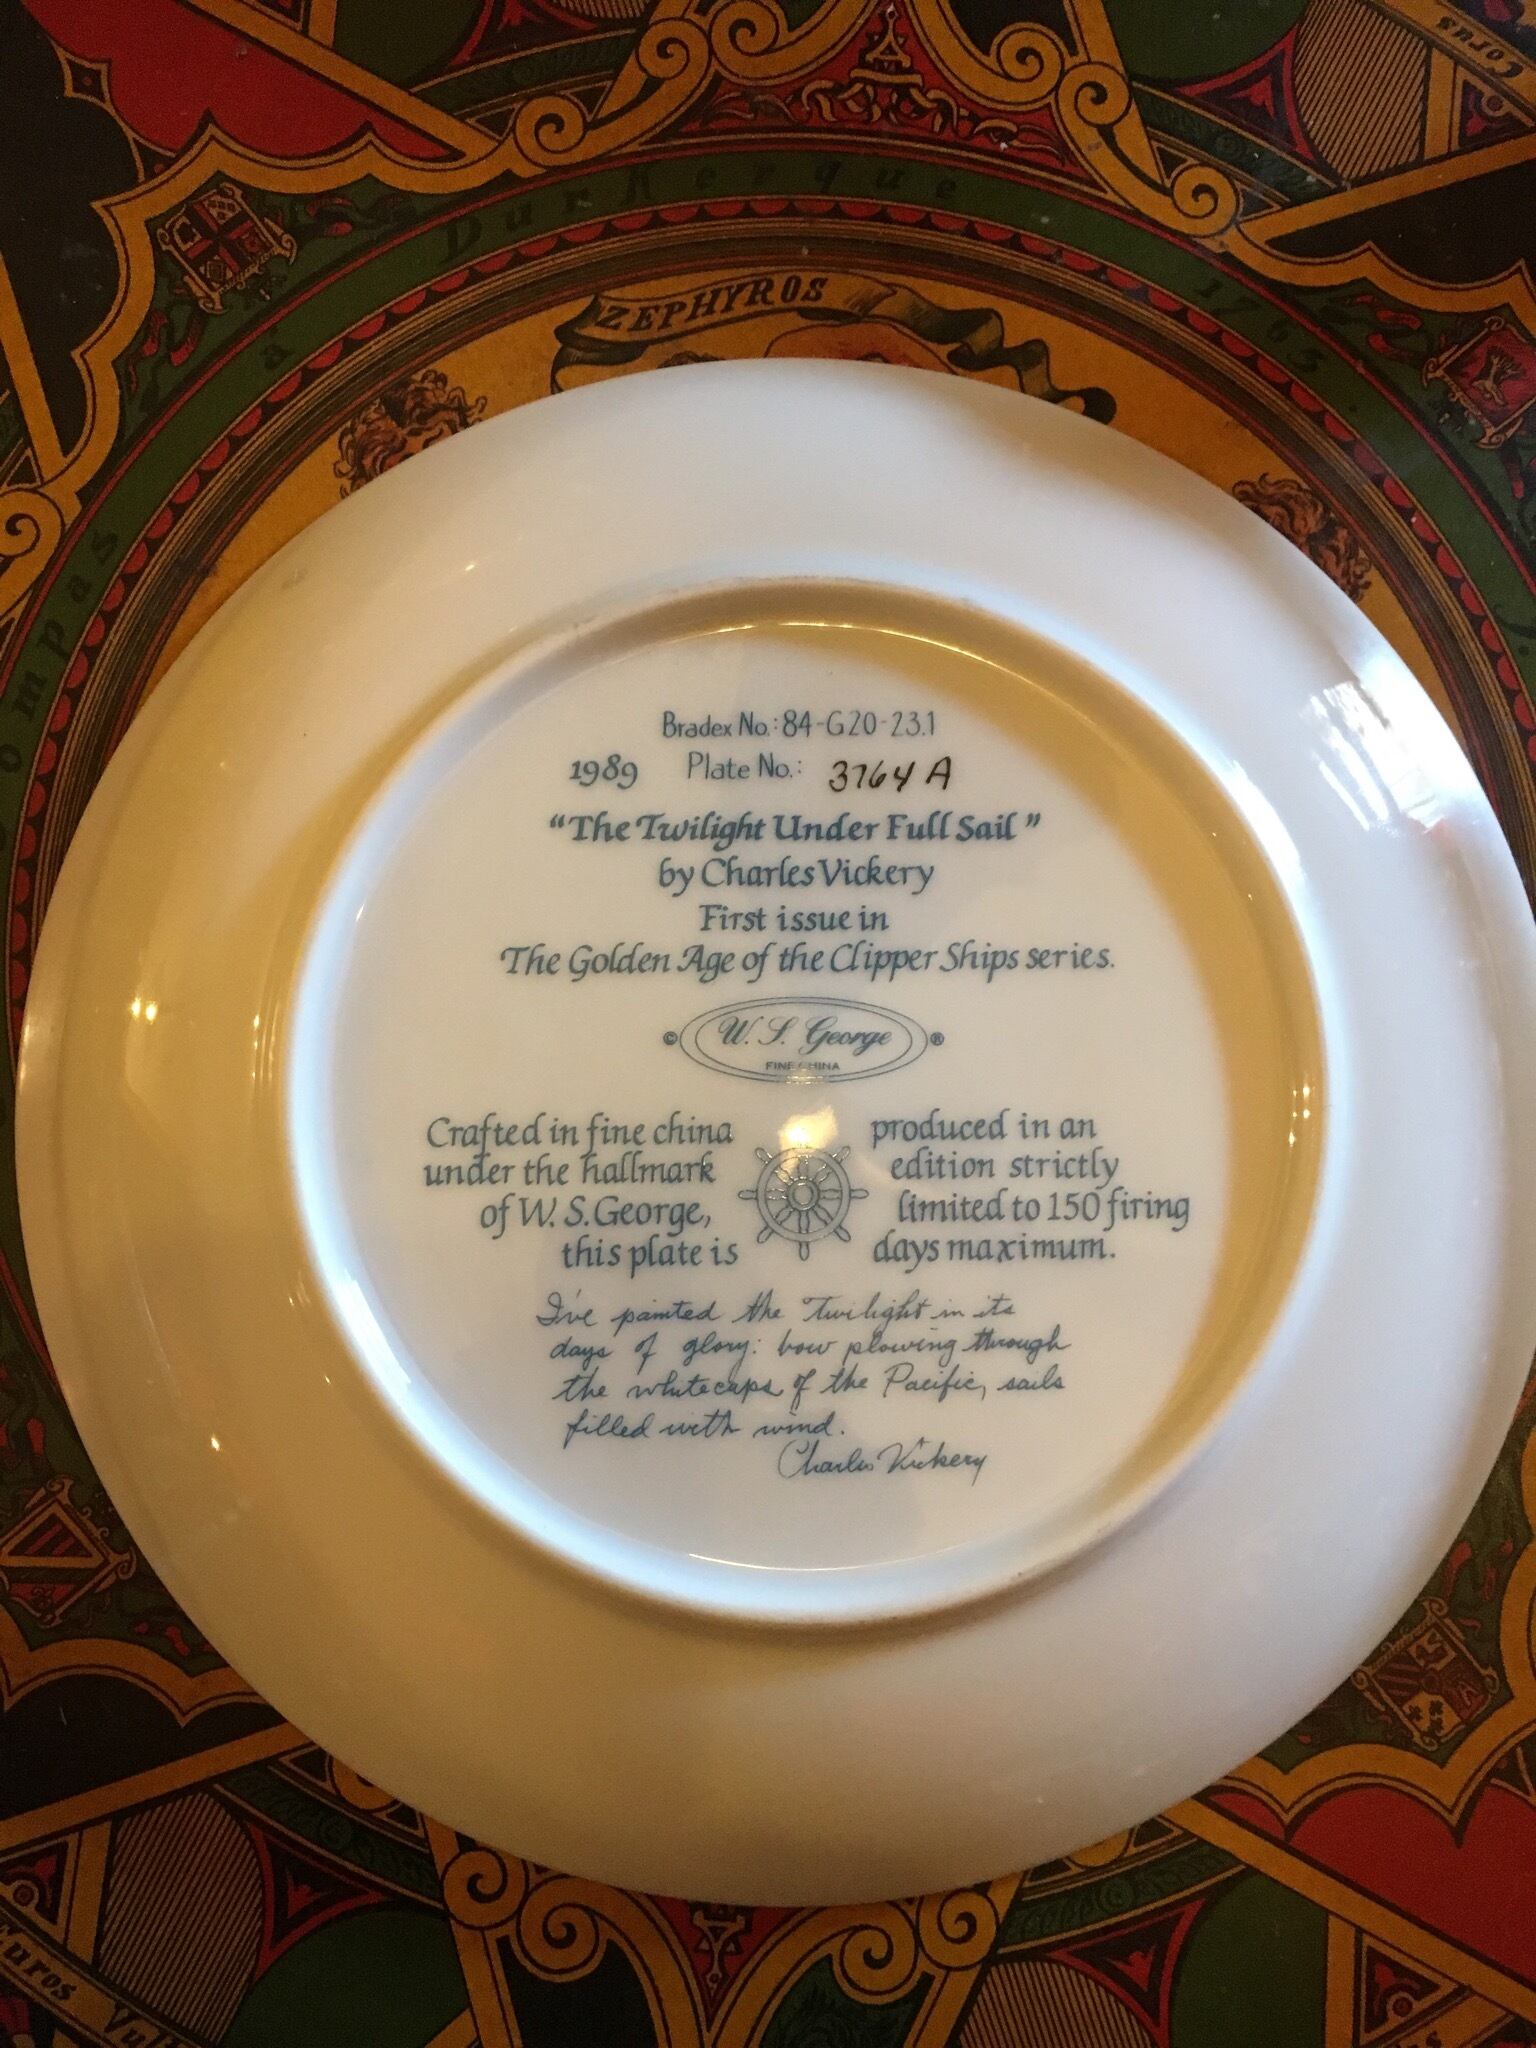 Corus
a Dunkerque
1765
ZEPHYROS
ompas
Bradex No.: 84-G20-23.1
1989 Plate No.: 3764 A
“The Twilight Under Full Sail”
by Charles Vickery
First issue in
The Golden Age of the Clipper Ships series.
© W. S. George ®
FINE CHINA
Crafted in fine china
under the hallmark
of W. S. George,
this plate is
produced in an
edition strictly
limited to 150 firing
days maximum.
I've painted the Twilight in its
days of glory: bow plowing through
the whitecaps of the Pacific, sails
filled with wind.
Charles Vickery